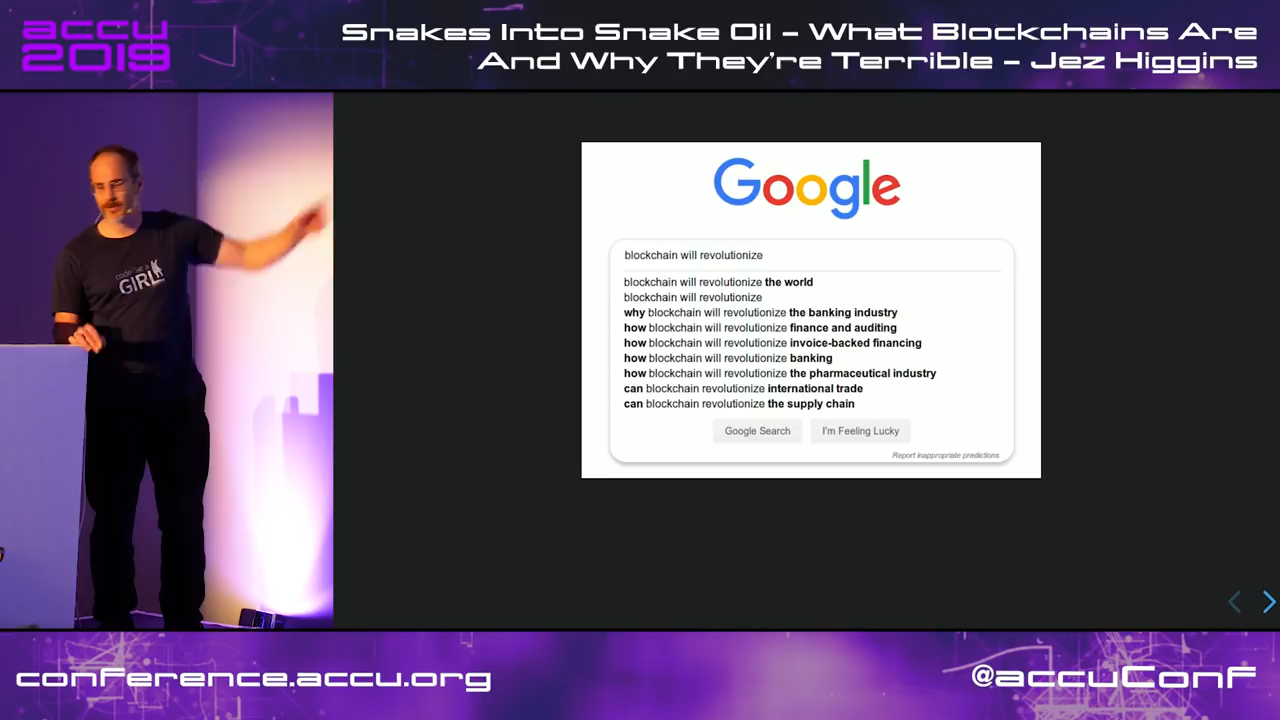 accu
2019
Snakes Into Snake Oil – What Blockchains Are
And Why They're Terrible – Jez Higgins
code like a
GIRL
Google
blockchain will revolutionize
blockchain will revolutionize the world
blockchain will revolutionize
why blockchain will revolutionize the banking industry
how blockchain will revolutionize finance and auditing
how blockchain will revolutionize invoice-backed financing
how blockchain will revolutionize banking
how blockchain will revolutionize the pharmaceutical industry
can blockchain revolutionize international trade
can blockchain revolutionize the supply chain
Google Search I'm Feeling Lucky
Report inappropriate predictions
conference.accu.org
@accuConf